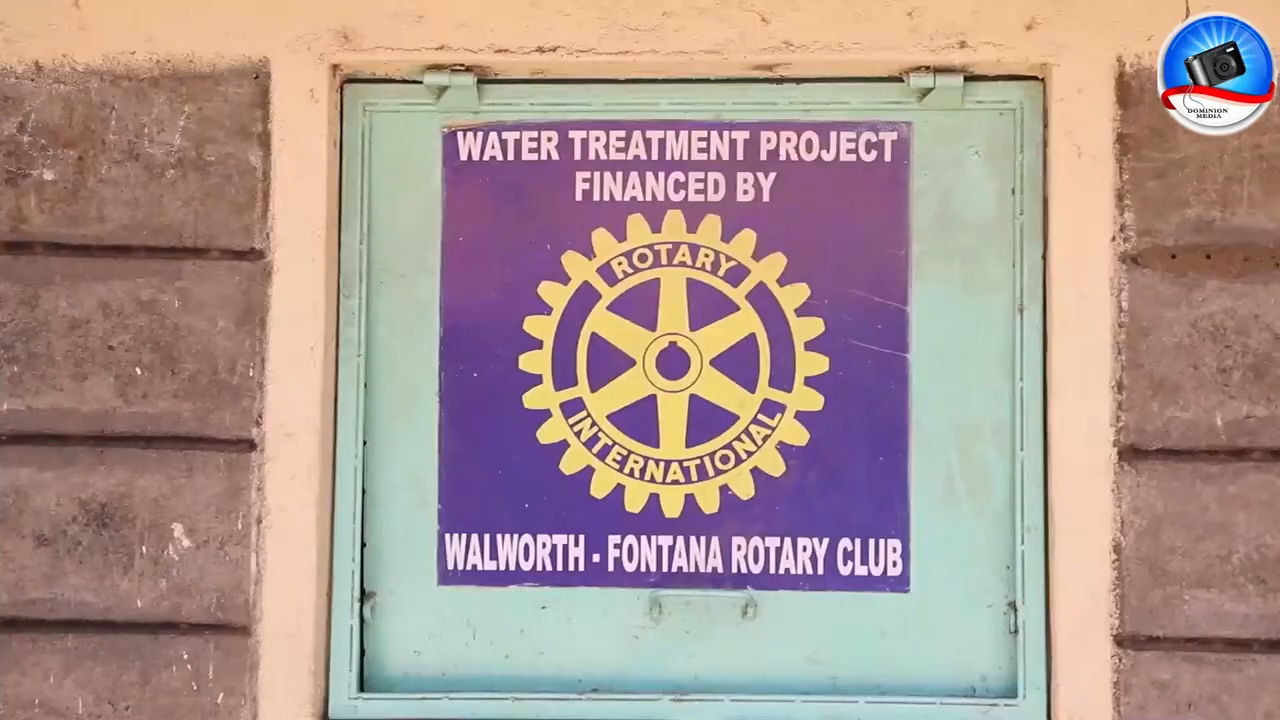 WATER TREATMENT PROJECT
FINANCED BY
ROTARY
INTERNATIONAL
WALWORTH - FONTANA ROTARY CLUB
DOMINION
MEDIA